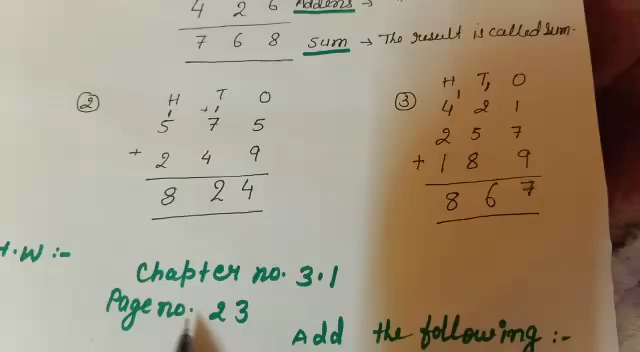 4 2 6 Addens →
7 6 8 Sum → The result is called sum.
② H T O
5 7 5
+ 2 4 9
8 2 4
③ H T O
4 2 1
2 5 7
+ 1 8 9
8 6 7
.W :-
Chapter no. 3.1
Page no. 23
Add the following :-